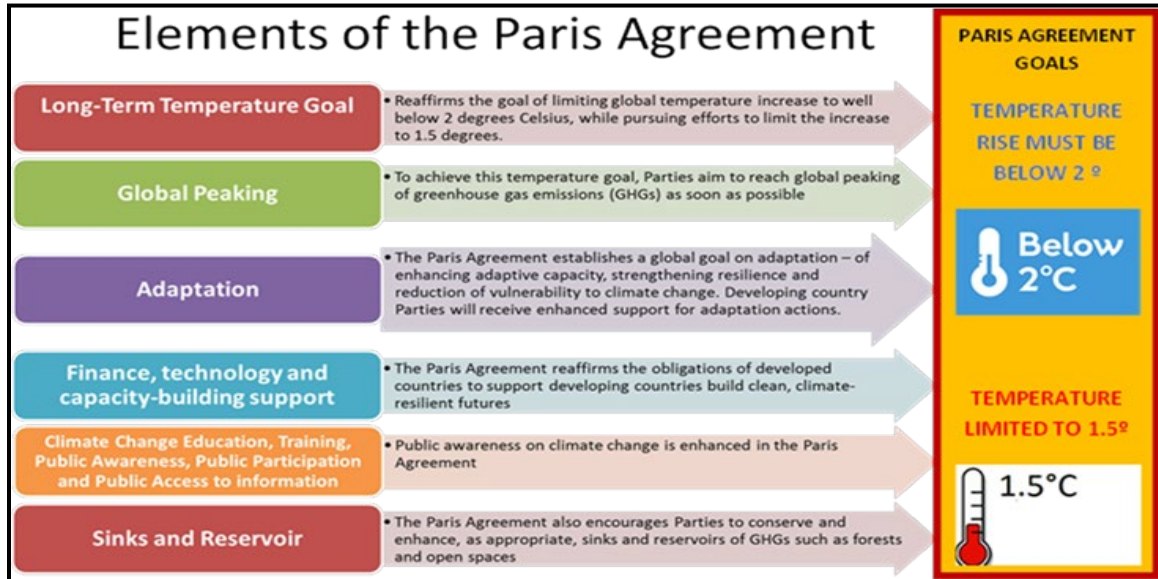 Elements of the Paris Agreement
Long-Term Temperature Goal
• Reaffirms the goal of limiting global temperature increase to well
below 2 degrees Celsius, while pursuing efforts to limit the increase
to 1.5 degrees.
Global Peaking
• To achieve this temperature goal, Parties aim to reach global peaking
of greenhouse gas emissions (GHGs) as soon as possible
Adaptation
• The Paris Agreement establishes a global goal on adaptation – of
enhancing adaptive capacity, strengthening resilience and
reduction of vulnerability to climate change. Developing country
Parties will receive enhanced support for adaptation actions.
Finance, technology and
capacity-building support
• The Paris Agreement reaffirms the obligations of developed
countries to support developing countries build clean, climate-
resilient futures
Climate Change Education, Training,
Public Awareness, Public Participation
and Public Access to information
• Public awareness on climate change is enhanced in the Paris
Agreement
Sinks and Reservoir
• The Paris Agreement also encourages Parties to conserve and
enhance, as appropriate, sinks and reservoirs of GHGs such as forests
and open spaces
PARIS AGREEMENT
GOALS
TEMPERATURE
RISE MUST BE
BELOW 2 º
Below
2°C
TEMPERATURE
LIMITED TO 1.5º
1.5°C